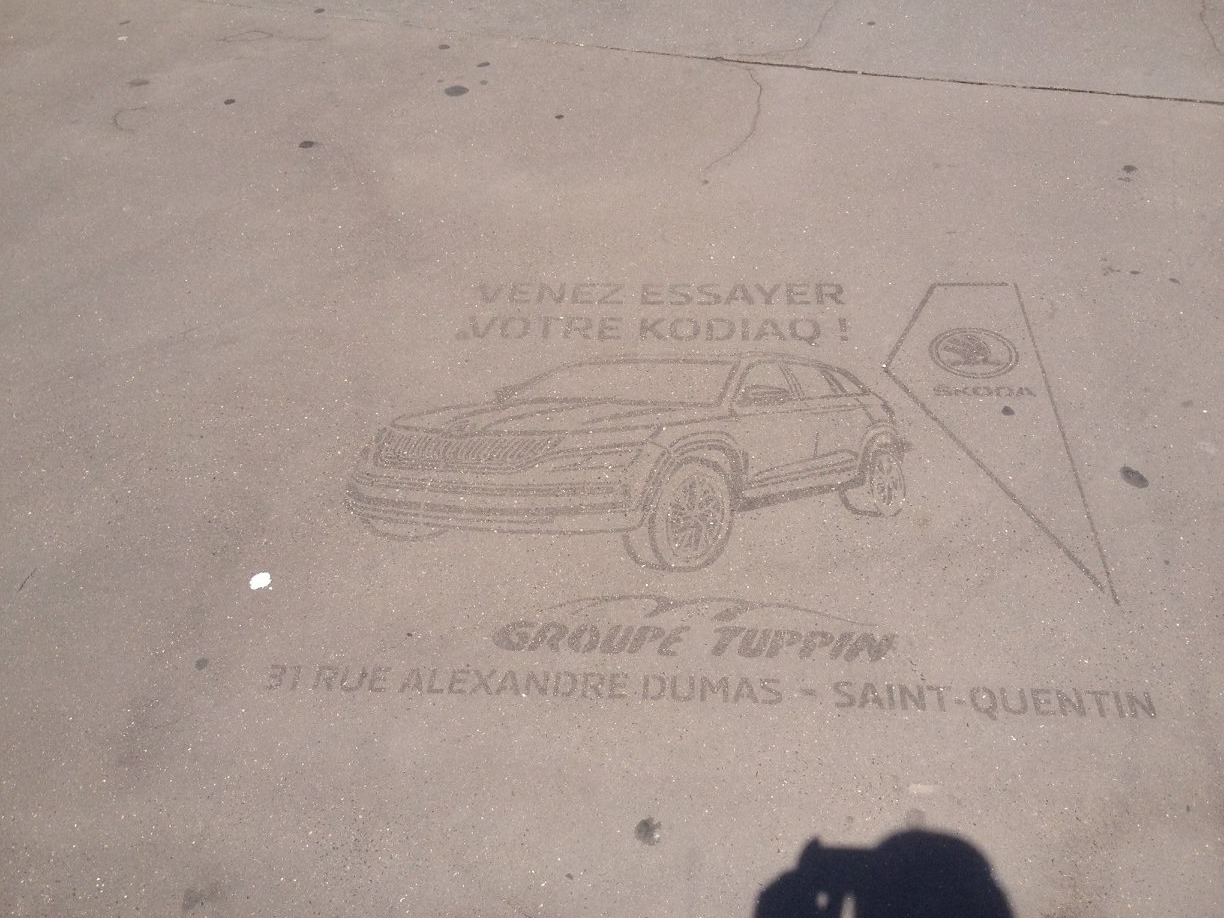 VENEZ ESSAYER
VOTRE KODIAQ !
ŠKODA
GROUPE TUPPIN
31 RUE ALEXANDRE DUMAS - SAINT-QUENTIN